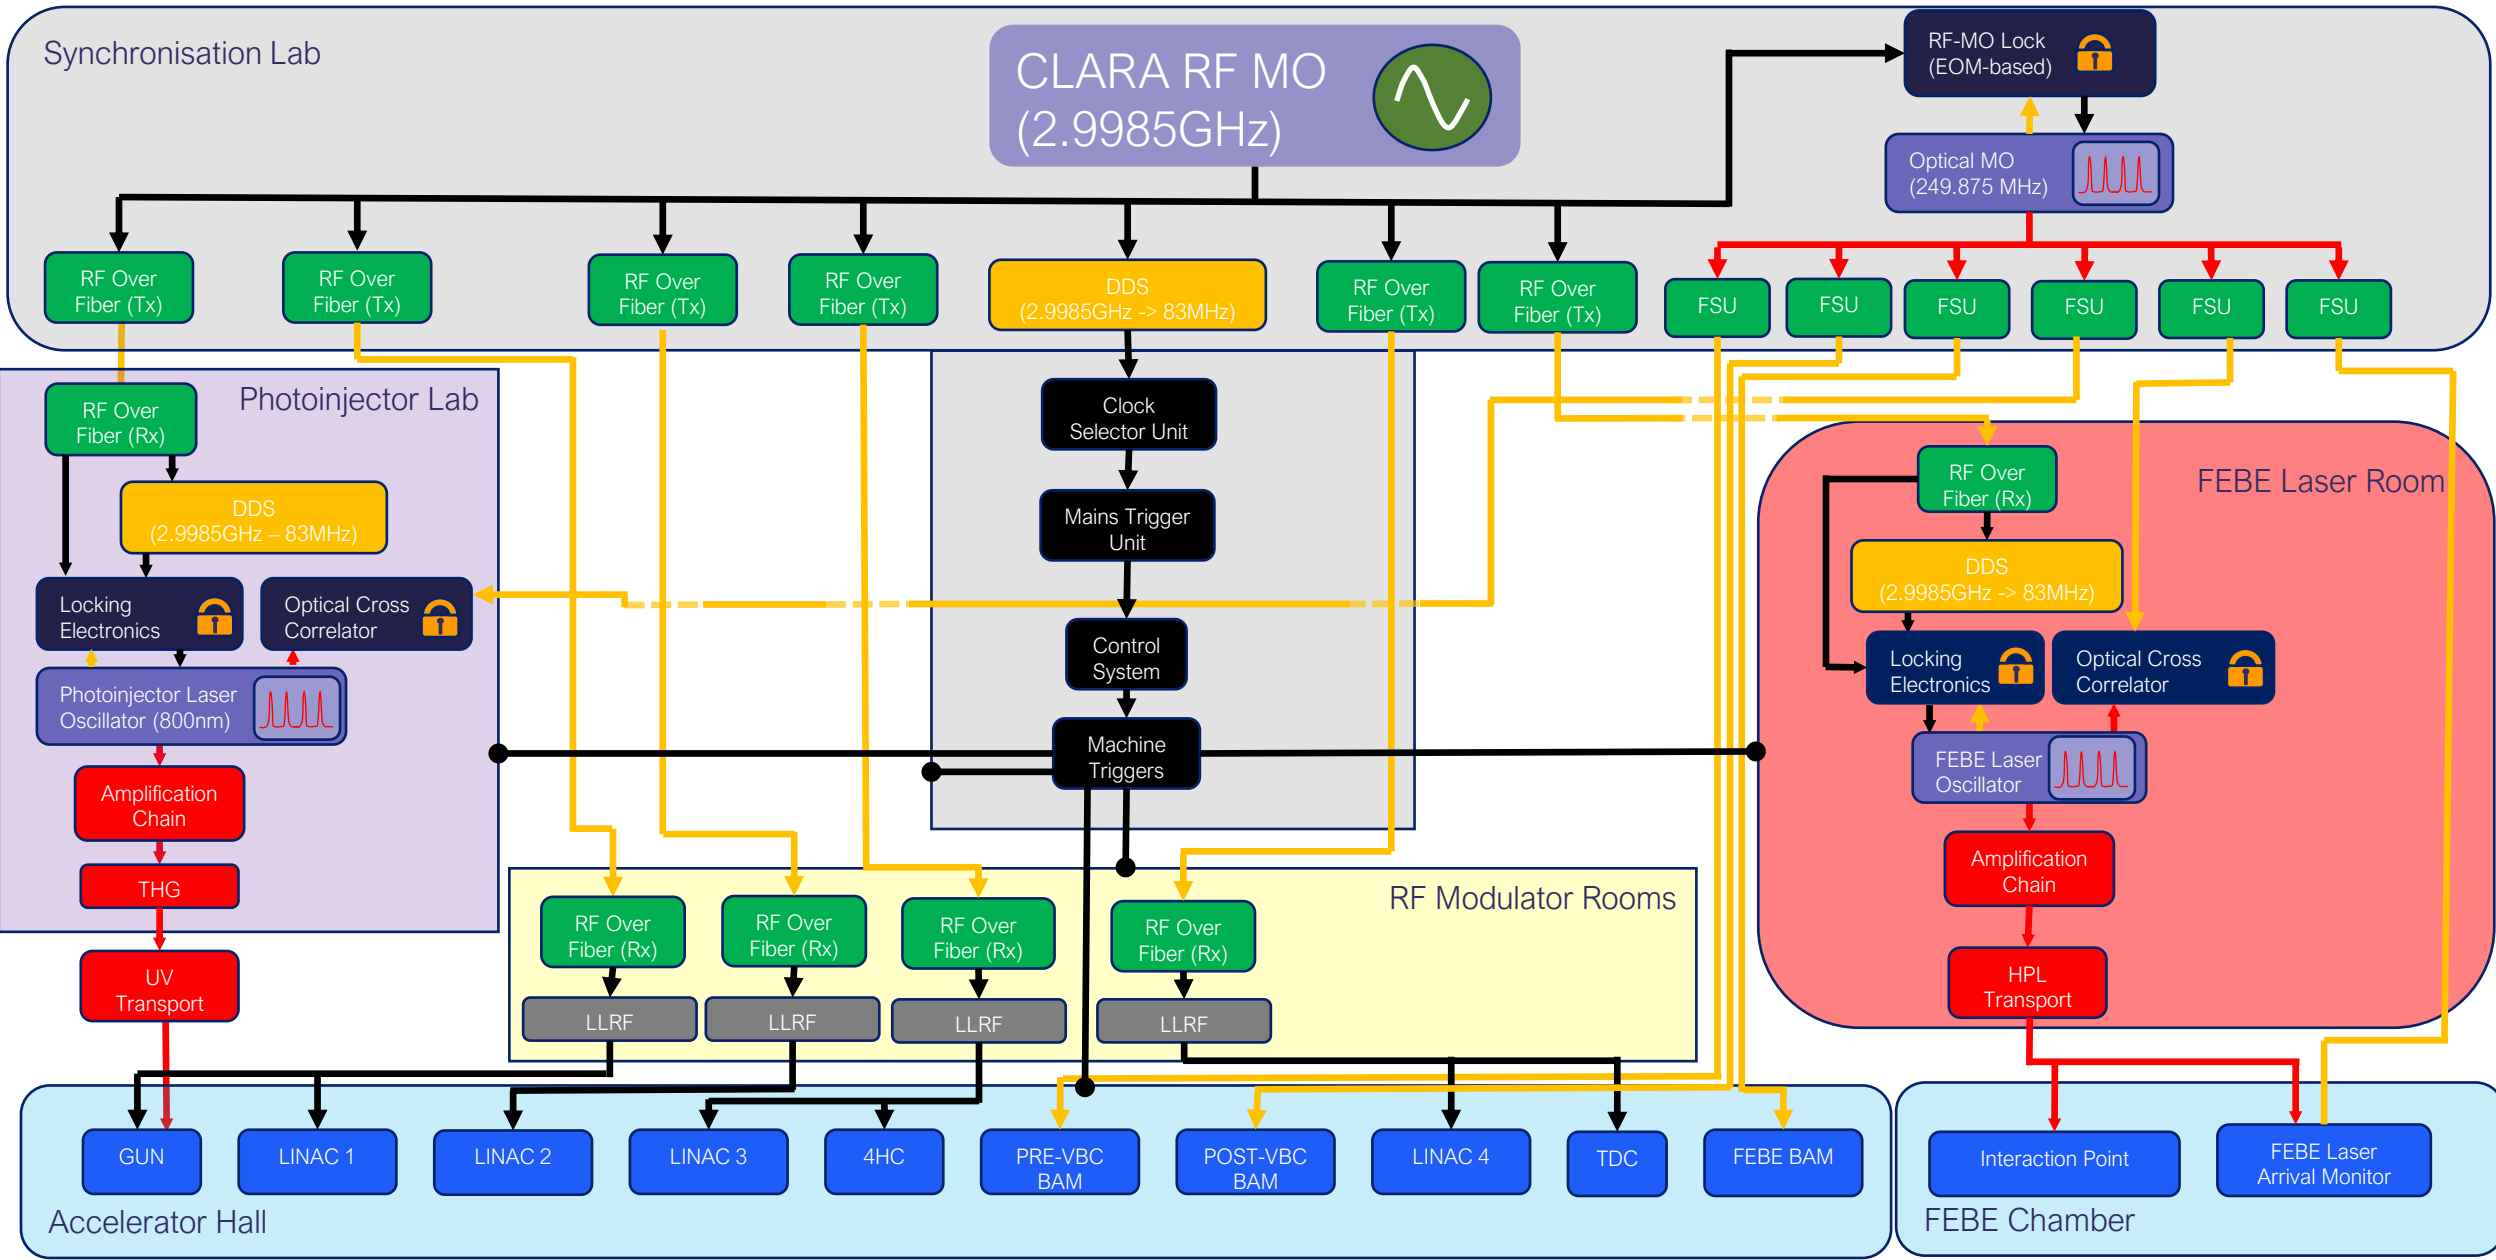 Synchronisation Lab
CLARA RF MO
(2.9985GHz)
RF-MO Lock
(EOM-based)
Optical MO
(249.875 MHz)
RF Over
Fiber (Tx)
RF Over
Fiber (Tx)
RF Over
Fiber (Tx)
RF Over
Fiber (Tx)
DDS
(2.9985GHz -> 83MHz)
RF Over
Fiber (Tx)
RF Over
Fiber (Tx)
FSU
FSU
FSU
FSU
FSU
FSU
Photoinjector Lab
RF Over
Fiber (Rx)
DDS
(2.9985GHz – 83MHz)
Locking
Electronics
Optical Cross
Correlator
Photoinjector Laser
Oscillator (800nm)
Amplification
Chain
THG
UV
Transport
Clock
Selector Unit
Mains Trigger
Unit
Control
System
Machine
Triggers
FEBE Laser Room
RF Over
Fiber (Rx)
DDS
(2.9985GHz -> 83MHz)
Locking
Electronics
Optical Cross
Correlator
FEBE Laser
Oscillator
Amplification
Chain
HPL
Transport
RF Modulator Rooms
RF Over
Fiber (Rx)
RF Over
Fiber (Rx)
RF Over
Fiber (Rx)
RF Over
Fiber (Rx)
LLRF
LLRF
LLRF
LLRF
GUN
LINAC 1
LINAC 2
LINAC 3
4HC
PRE-VBC
BAM
POST-VBC
BAM
LINAC 4
TDC
FEBE BAM
Accelerator Hall
Interaction Point
FEBE Laser
Arrival Monitor
FEBE Chamber